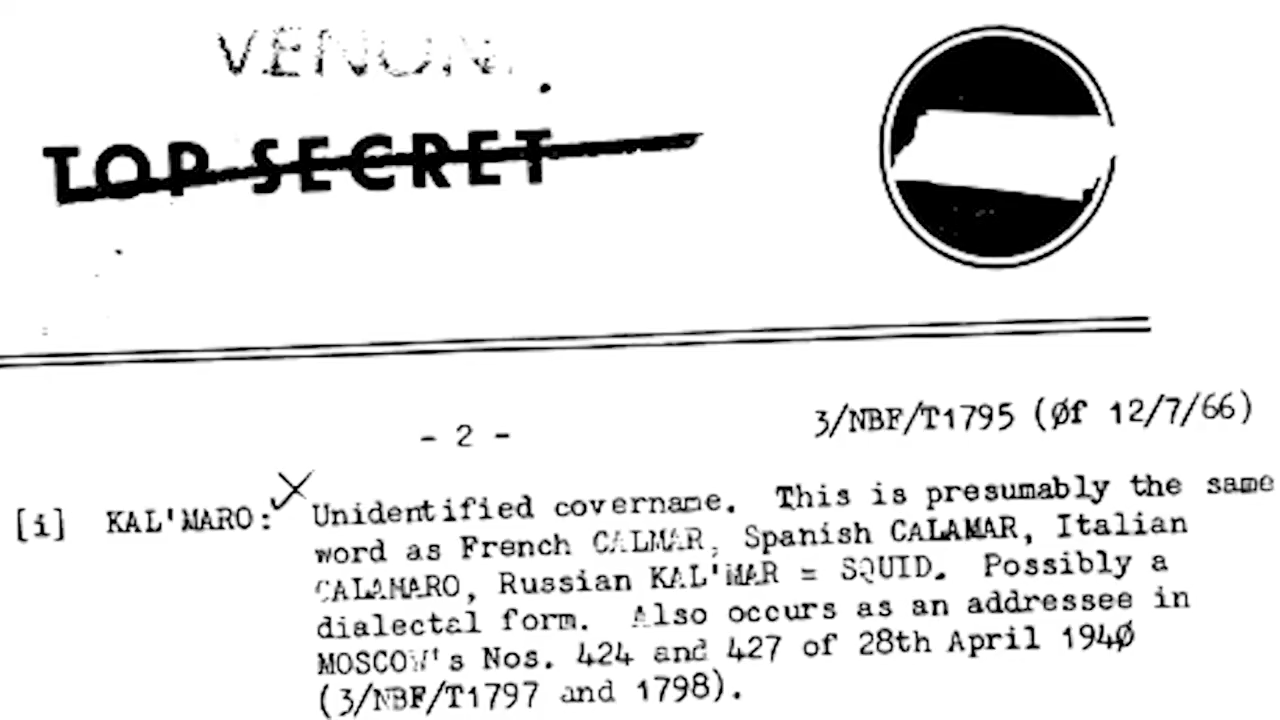 VENONA
TOP SECRET
- 2 -
3/NBF/T1795 (Øf 12/7/66)
[i] KAL'MARO: Unidentified covername. This is presumably the same
word as French CALMAR, Spanish CALAMAR, Italian
CALAMARO, Russian KAL'MAR = SQUID. Possibly a
dialectal form. Also occurs as an addressee in
MOSCOW's Nos. 424 and 427 of 28th April 194Ø
(3/NBF/T1797 and 1798).